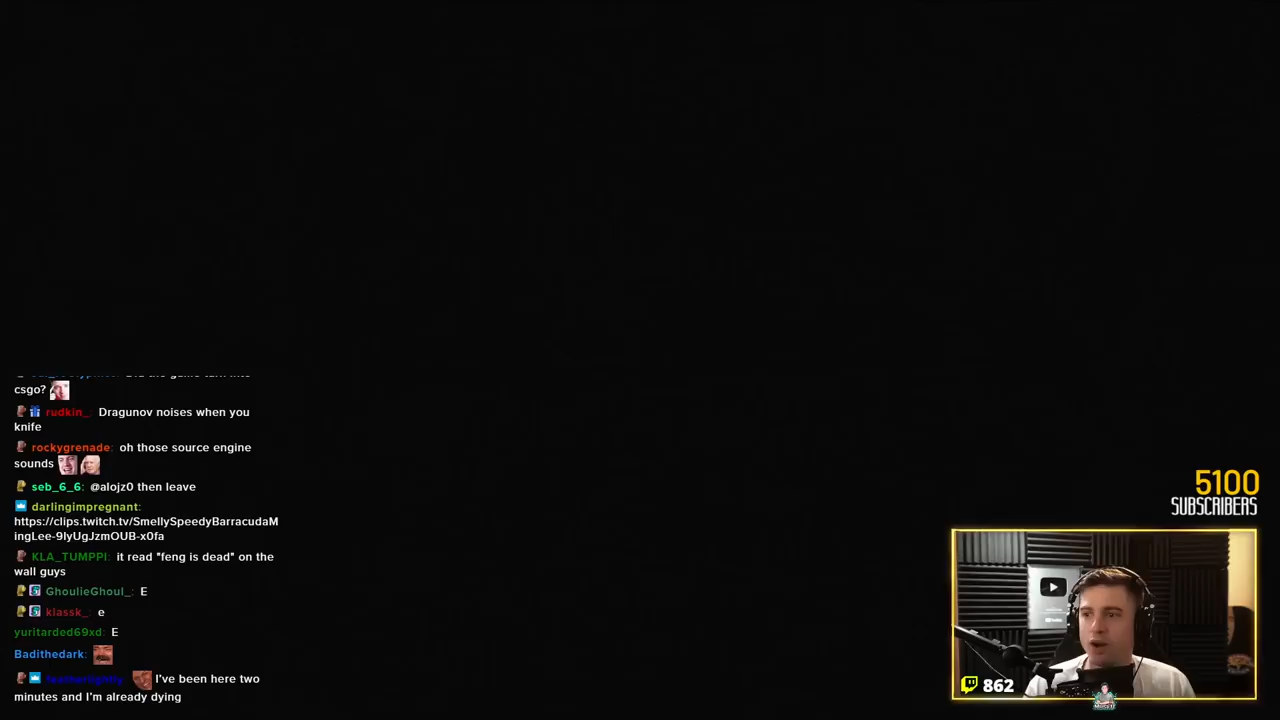 csgo?
rudkin_: Dragunov noises when you
knife
rockygrenade: oh those source engine
sounds
seb_6_6: @alojz0 then leave
darlingimpregnant:
https://clips.twitch.tv/SmellySpeedyBarracudaM
ingLee-9IyUgJzmOUB-x0fa
KLA_TUMPPI: it read "feng is dead" on the
wall guys
GhoulieGhoul_: E
klassk_: e
yuritarded69xd: E
Badithedark:
I've been here two
minutes and I'm already dying
5100
SUBSCRIBERS
862